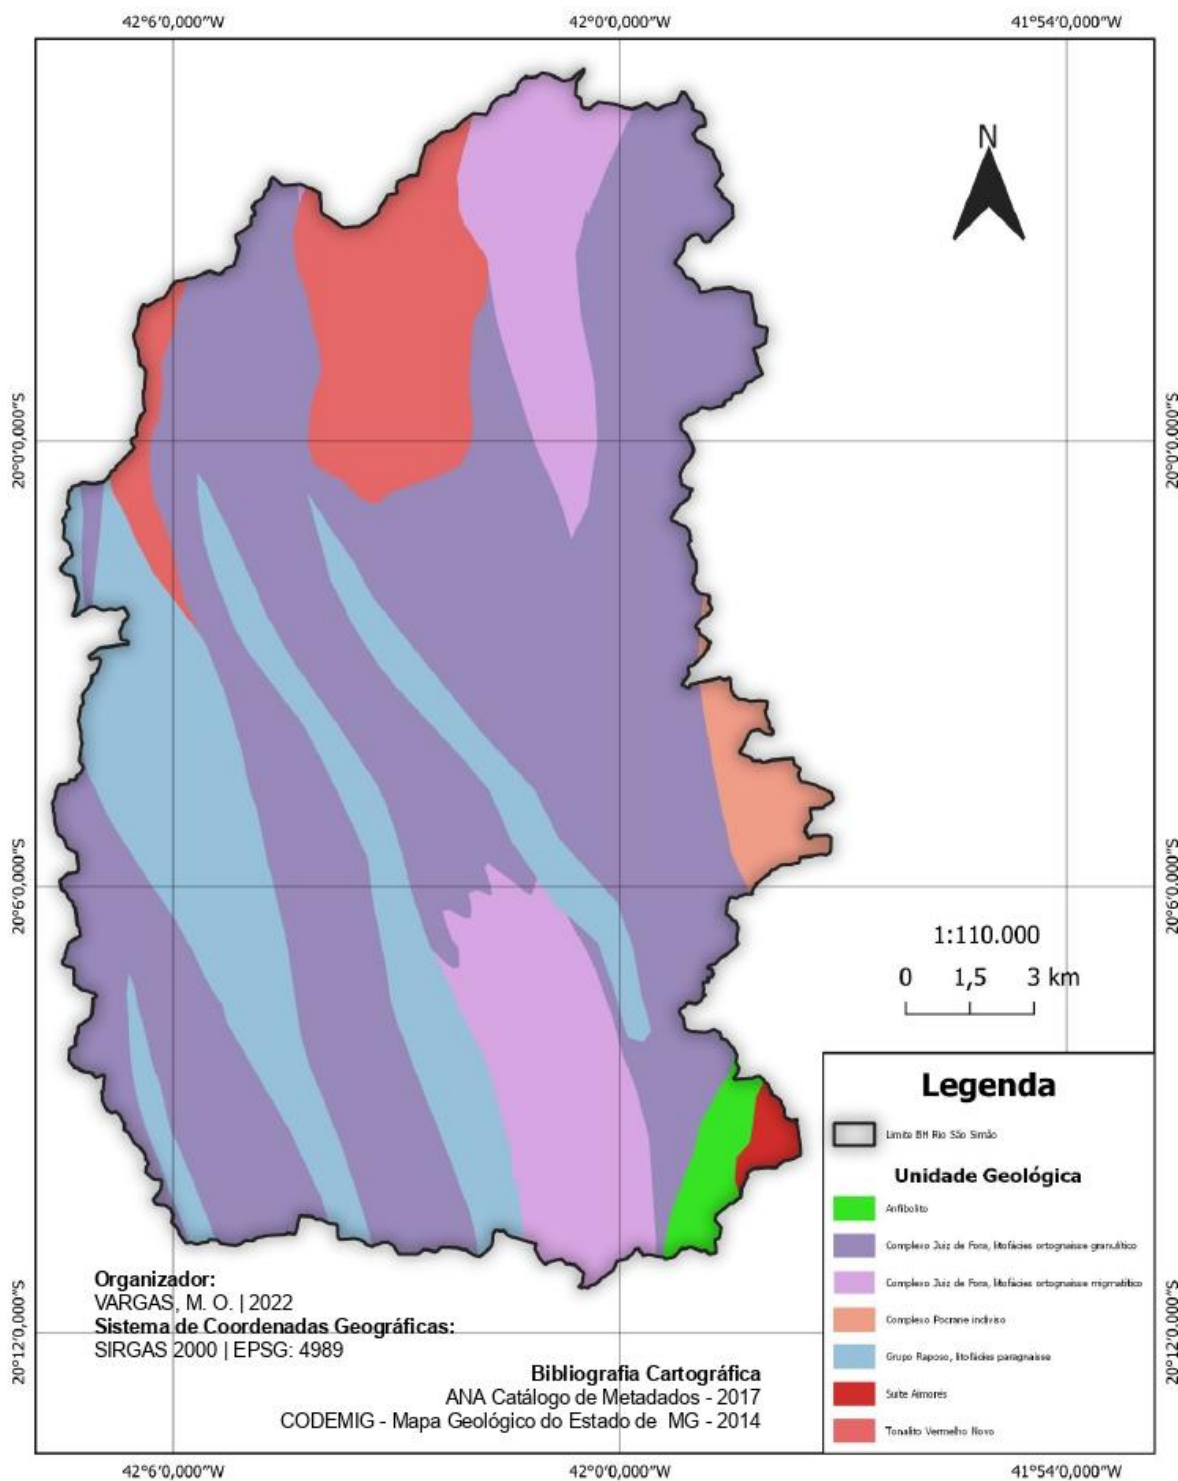 42°6'0,000"W 42°0'0,000"W 41°54'0,000"W
N
20°0'0,000"S 20°0'0,000"S
20°6'0,000"S 20°6'0,000"S
1:110.000
0 1,5 3 km
Legenda
Limite BH Rio São Simão
Unidade Geológica
Anfibolito
Complexo Juiz de Fora, litofácies ortognaisse granulítico
Complexo Juiz de Fora, litofácies ortognaisse migmatítico
Complexo Pocrane indiviso
Grupo Raposo, litofácies paragnaisse
Suíte Aimorés
Tonalito Vermelho Novo
Organizador:
VARGAS, M. O. | 2022
Sistema de Coordenadas Geográficas:
SIRGAS 2000 | EPSG: 4989
Bibliografia Cartográfica
ANA Catálogo de Metadados - 2017
CODEMIG - Mapa Geológico do Estado de MG - 2014
20°12'0,000"S 20°12'0,000"S
42°6'0,000"W 42°0'0,000"W 41°54'0,000"W